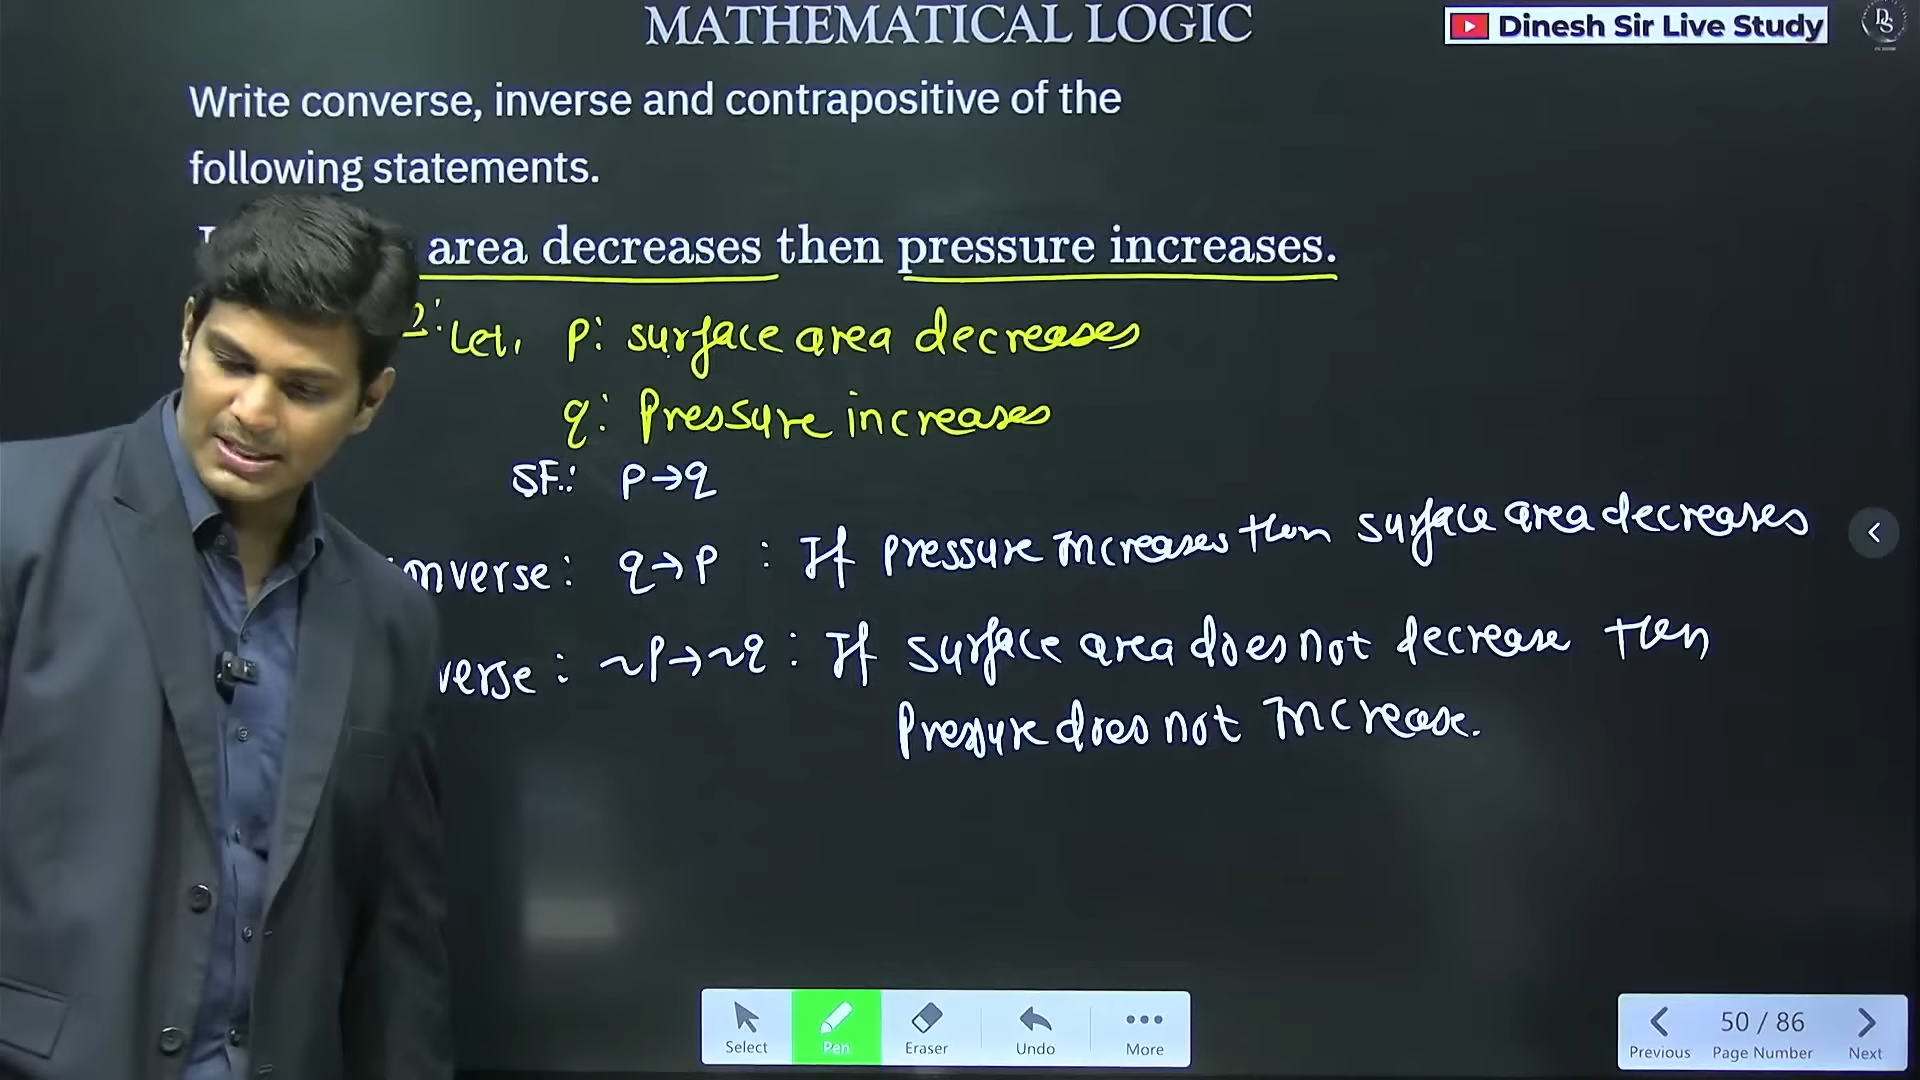 MATHEMATICAL LOGIC
Dinesh Sir Live Study
DS
Write converse, inverse and contrapositive of the
following statements.
area decreases then pressure increases.
Let, p: surface area decreases
q: Pressure increases
SF.: p→q
nverse: q→p : If pressure increases then surface area decreases
verse: ~p→~q : If surface area does not decrease then
Pressure does not increase.
Select
Pen
Eraser
Undo
More
50 / 86
Previous
Page Number
Next